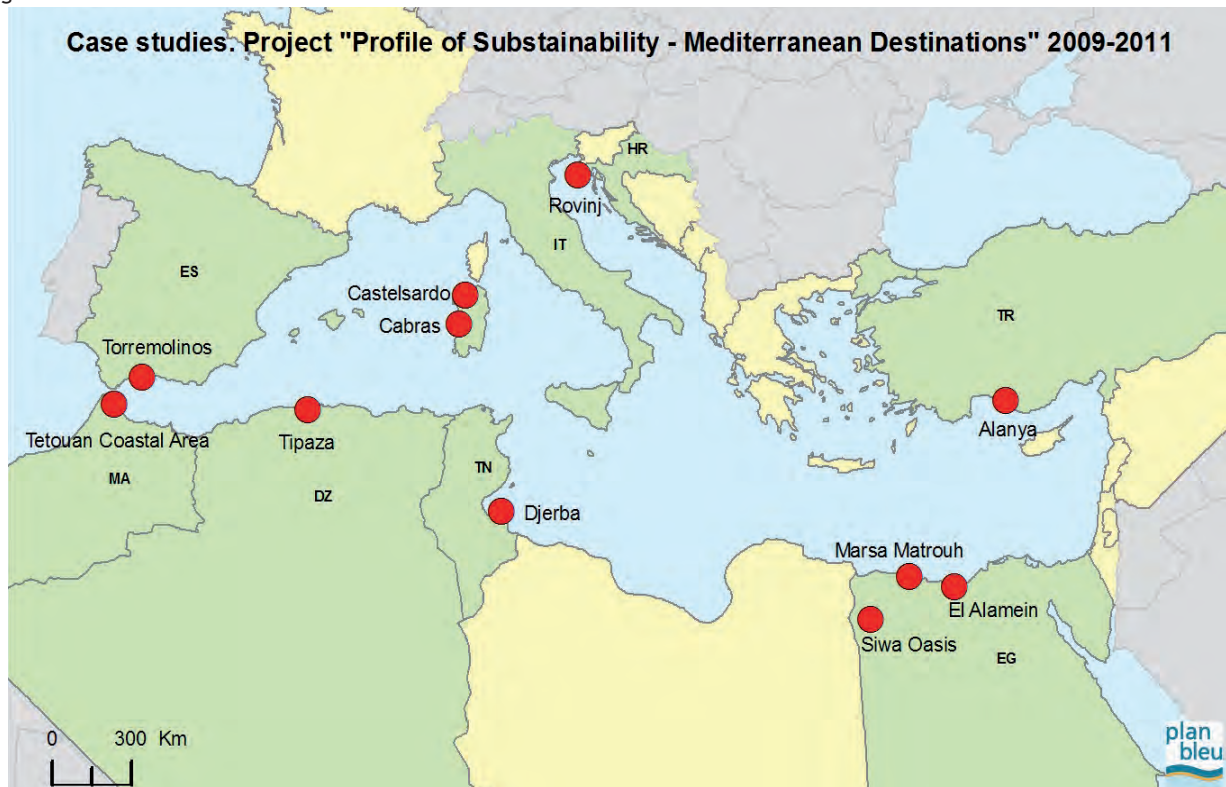 g
Case studies. Project "Profile of Substainability - Mediterranean Destinations" 2009-2011
HR
Rovinj
IT
ES
Castelsardo
Cabras
TR
Torremolinos
Alanya
Tetouan Coastal Area
Tipaza
TN
MA
DZ
Djerba
Marsa Matrouh
El Alamein
Siwa Oasis
EG
0 300 Km
plan
bleu